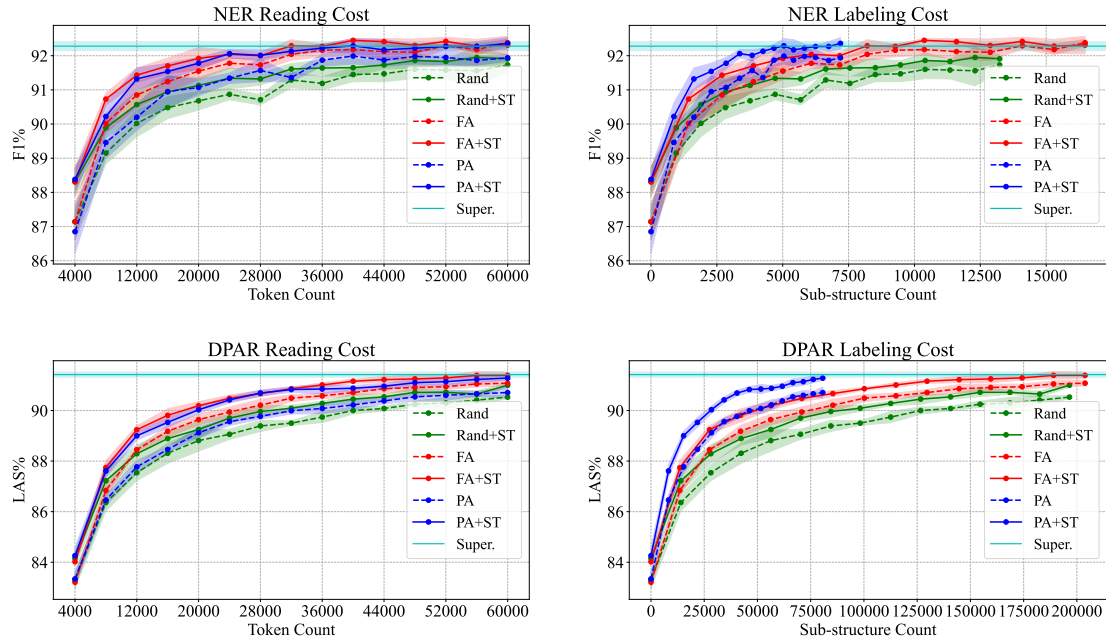 NER Reading Cost
92
91
90
89
88
87
86
F1%
4000 12000 20000 28000 36000 44000 52000 60000
Token Count
Rand
Rand+ST
FA
FA+ST
PA
PA+ST
Super.
NER Labeling Cost
92
91
90
89
88
87
86
F1%
0 2500 5000 7500 10000 12500 15000
Sub-structure Count
Rand
Rand+ST
FA
FA+ST
PA
PA+ST
Super.
DPAR Reading Cost
90
88
86
84
LAS%
4000 12000 20000 28000 36000 44000 52000 60000
Token Count
Rand
Rand+ST
FA
FA+ST
PA
PA+ST
Super.
DPAR Labeling Cost
90
88
86
84
LAS%
0 25000 50000 75000 100000 125000 150000 175000 200000
Sub-structure Count
Rand
Rand+ST
FA
FA+ST
PA
PA+ST
Super.